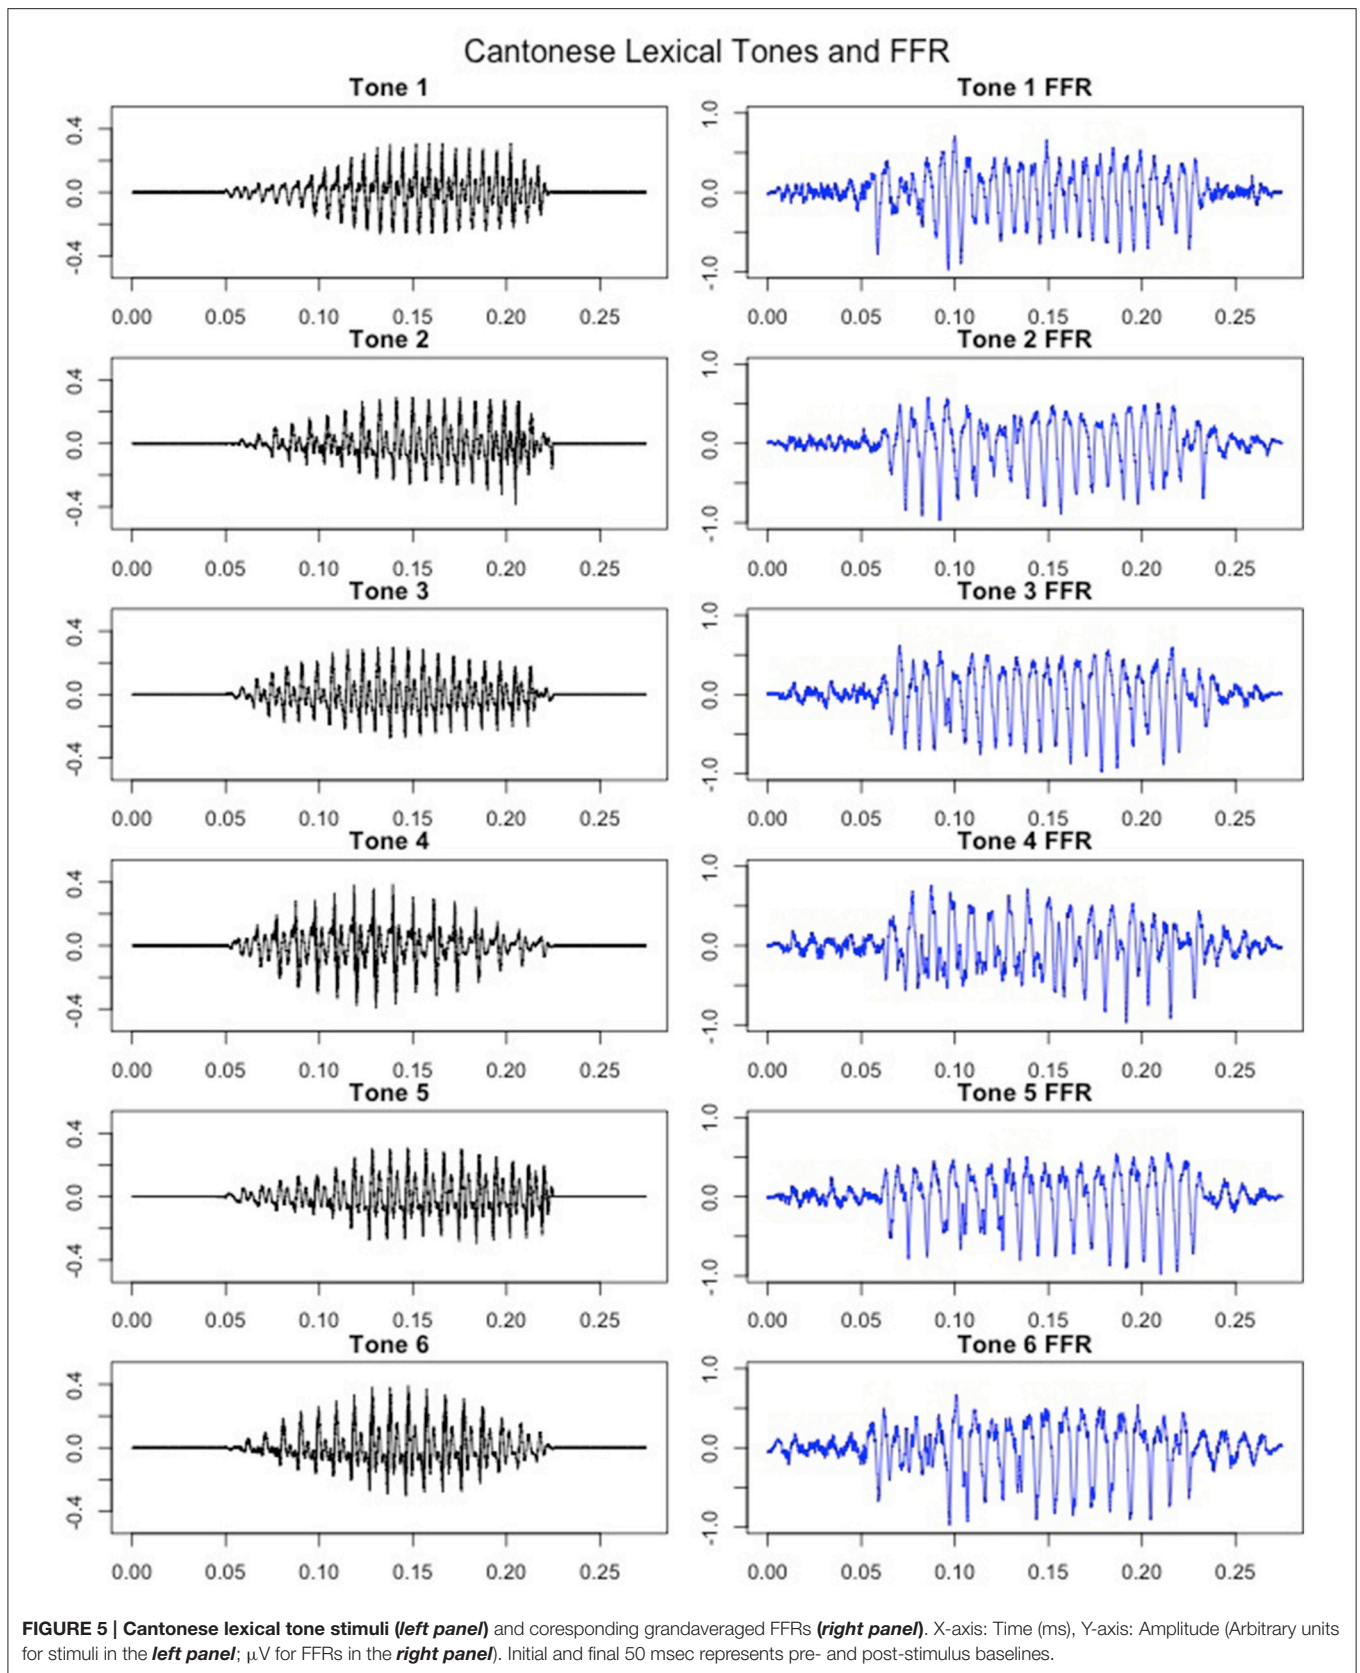 Cantonese Lexical Tones and FFR
Tone 1
0.4
0.0
-0.4
0.00 0.05 0.10 0.15 0.20 0.25
Tone 1 FFR
1.0
0.0
-1.0
0.00 0.05 0.10 0.15 0.20 0.25
Tone 2
0.4
0.0
-0.4
0.00 0.05 0.10 0.15 0.20 0.25
Tone 2 FFR
1.0
0.0
-1.0
0.00 0.05 0.10 0.15 0.20 0.25
Tone 3
0.4
0.0
-0.4
0.00 0.05 0.10 0.15 0.20 0.25
Tone 3 FFR
1.0
0.0
-1.0
0.00 0.05 0.10 0.15 0.20 0.25
Tone 4
0.4
0.0
-0.4
0.00 0.05 0.10 0.15 0.20 0.25
Tone 4 FFR
1.0
0.0
-1.0
0.00 0.05 0.10 0.15 0.20 0.25
Tone 5
0.4
0.0
-0.4
0.00 0.05 0.10 0.15 0.20 0.25
Tone 5 FFR
1.0
0.0
-1.0
0.00 0.05 0.10 0.15 0.20 0.25
Tone 6
0.4
0.0
-0.4
0.00 0.05 0.10 0.15 0.20 0.25
Tone 6 FFR
1.0
0.0
-1.0
0.00 0.05 0.10 0.15 0.20 0.25
FIGURE 5 | Cantonese lexical tone stimuli (left panel) and coresponding grandaveraged FFRs (right panel). X-axis: Time (ms), Y-axis: Amplitude (Arbitrary units
for stimuli in the left panel; μV for FFRs in the right panel). Initial and final 50 msec represents pre- and post-stimulus baselines.